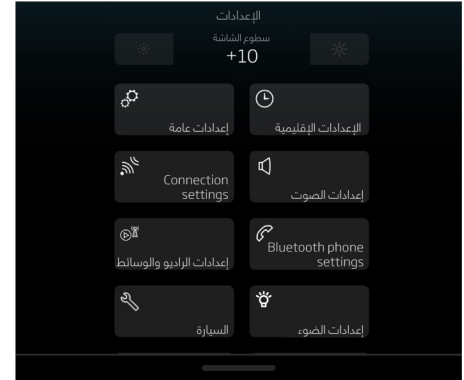 الإعدادات
سطوع الشاشة
+10
الإعدادات الإقليمية
إعدادات عامة
إعدادات الصوت
Connection
settings
Bluetooth phone
settings
إعدادات الراديو والوسائط
إعدادات الضوء
السيارة